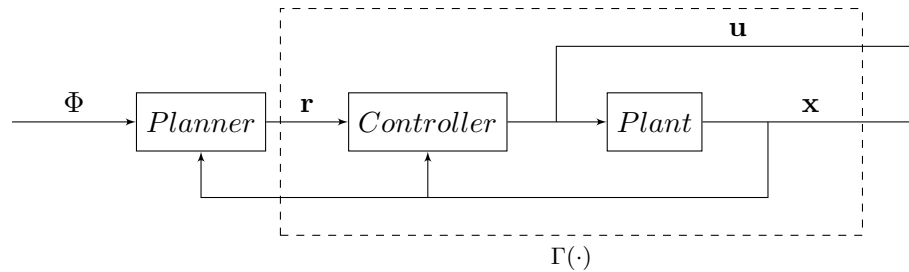 u
Φ
r
x
Planner
Controller
Plant
Γ(·)